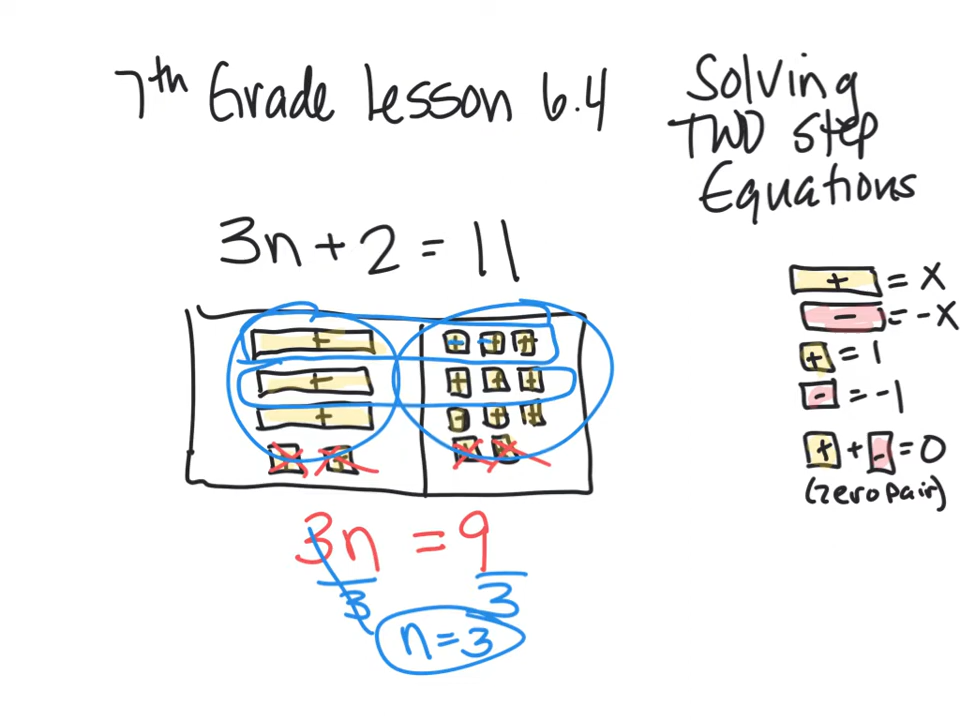 7th Grade Lesson 6.4
Solving
TWO step
Equations
3n + 2 = 11
+ = X
- = -X
+ = 1
- = -1
+ + - = 0
(zero pair)
+ + + +
+ + + +
+ - + +
+ + + +
3n = 9
3 3
n = 3